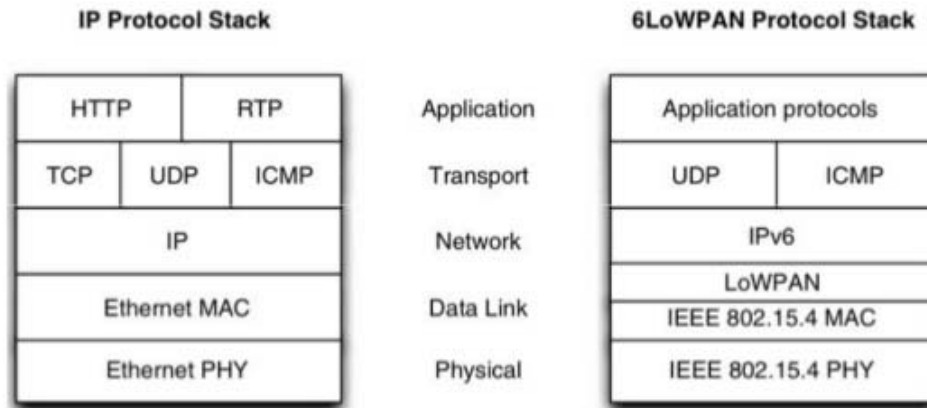 IP Protocol Stack 6LoWPAN Protocol Stack
HTTP RTP Application Application protocols
TCP UDP ICMP Transport UDP ICMP
IP Network IPv6
LoWPAN
Ethernet MAC Data Link
IEEE 802.15.4 MAC
Ethernet PHY Physical IEEE 802.15.4 PHY